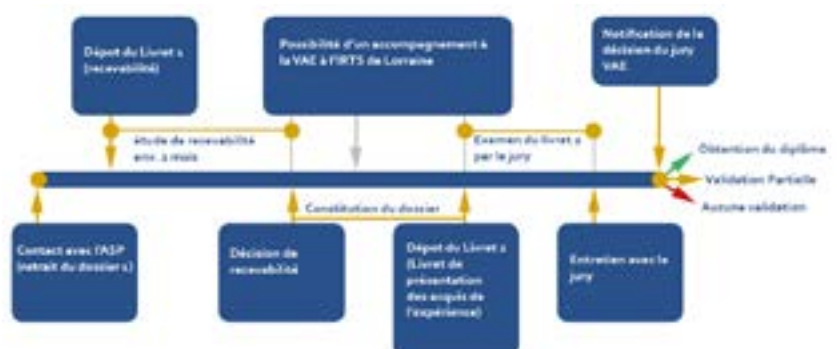 Dépot du Livret 1
(recevabilité)
Possibilité d'un accompagnement à
la VAE à l'IRTS de Lorraine
Notification de la
décision du jury
VAE
étude de recevabilité
env. 2 mois
Examen du livret 2
par le jury
Obtention du diplôme
Validation Partielle
Aucune validation
Constitution du dossier
Contact avec l'ASP
(retrait du dossier 1)
Décision de
recevabilité
Dépot du Livret 2
(Livret de
présentation
des acquis de
l'expérience)
Entretien avec le
jury